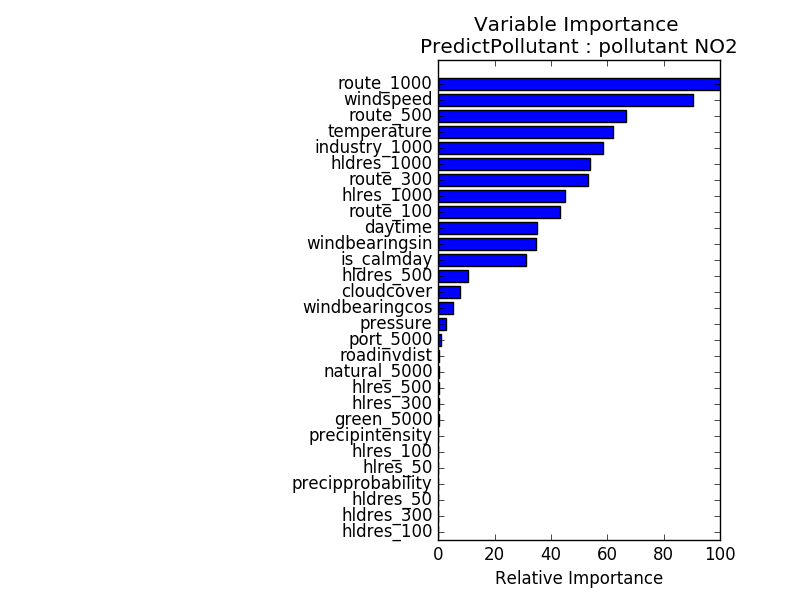 Variable Importance
PredictPollutant : pollutant NO2
route_1000
windspeed
route_500
temperature
industry_1000
hldres_1000
route_300
hlres_1000
route_100
daytime
windbearingsin
is_calmday
hldres_500
cloudcover
windbearingcos
pressure
port_5000
roadinvdist
natural_5000
hlres_500
hlres_300
green_5000
precipintensity
hlres_100
hlres_50
precipprobability
hldres_50
hldres_300
hldres_100
0 20 40 60 80 100
Relative Importance